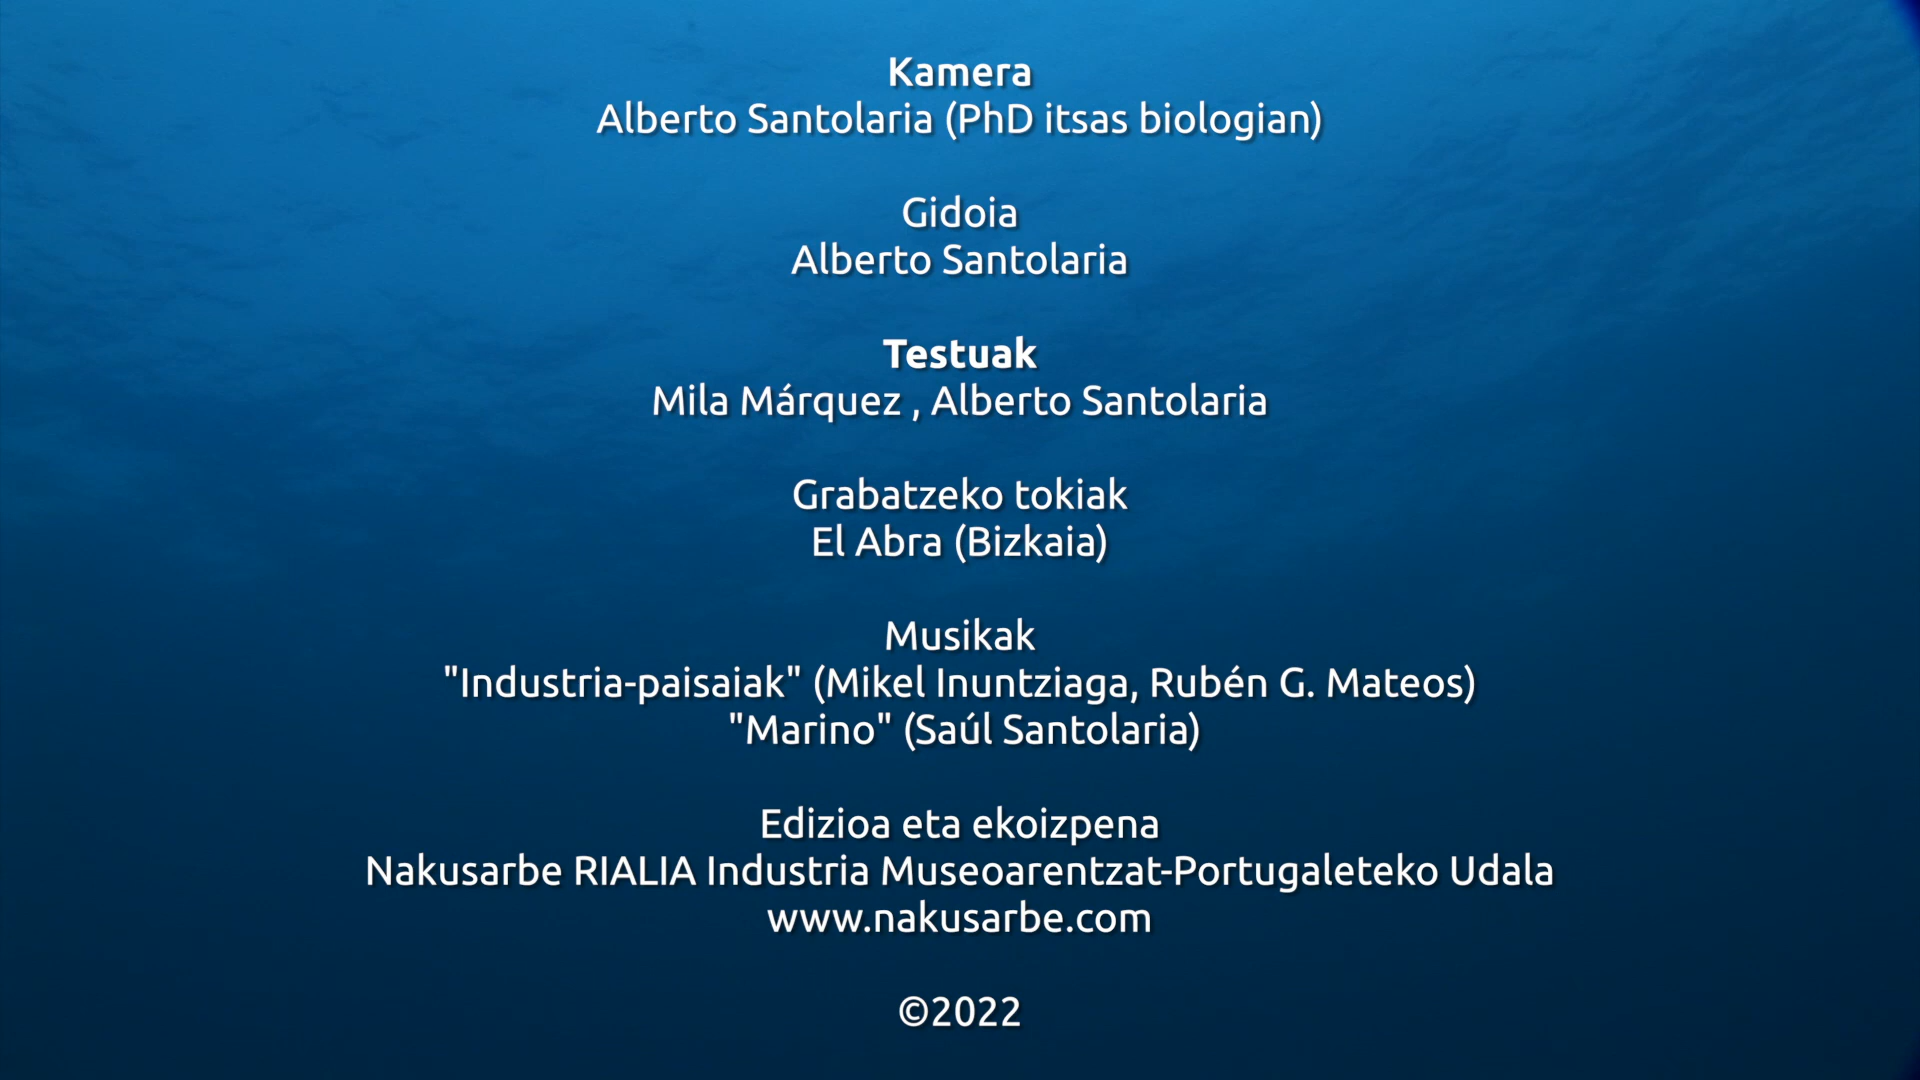 Kamera
Alberto Santolaria (PhD itsas biologian)
Gidoia
Alberto Santolaria
Testuak
Mila Márquez , Alberto Santolaria
Grabatzeko tokiak
El Abra (Bizkaia)
Musikak
"Industria-paisaiak" (Mikel Inuntziaga, Rubén G. Mateos)
"Marino" (Saúl Santolaria)
Edizioa eta ekoizpena
Nakusarbe RIALIA Industria Museoarentzat-Portugaleteko Udala
www.nakusarbe.com
©2022